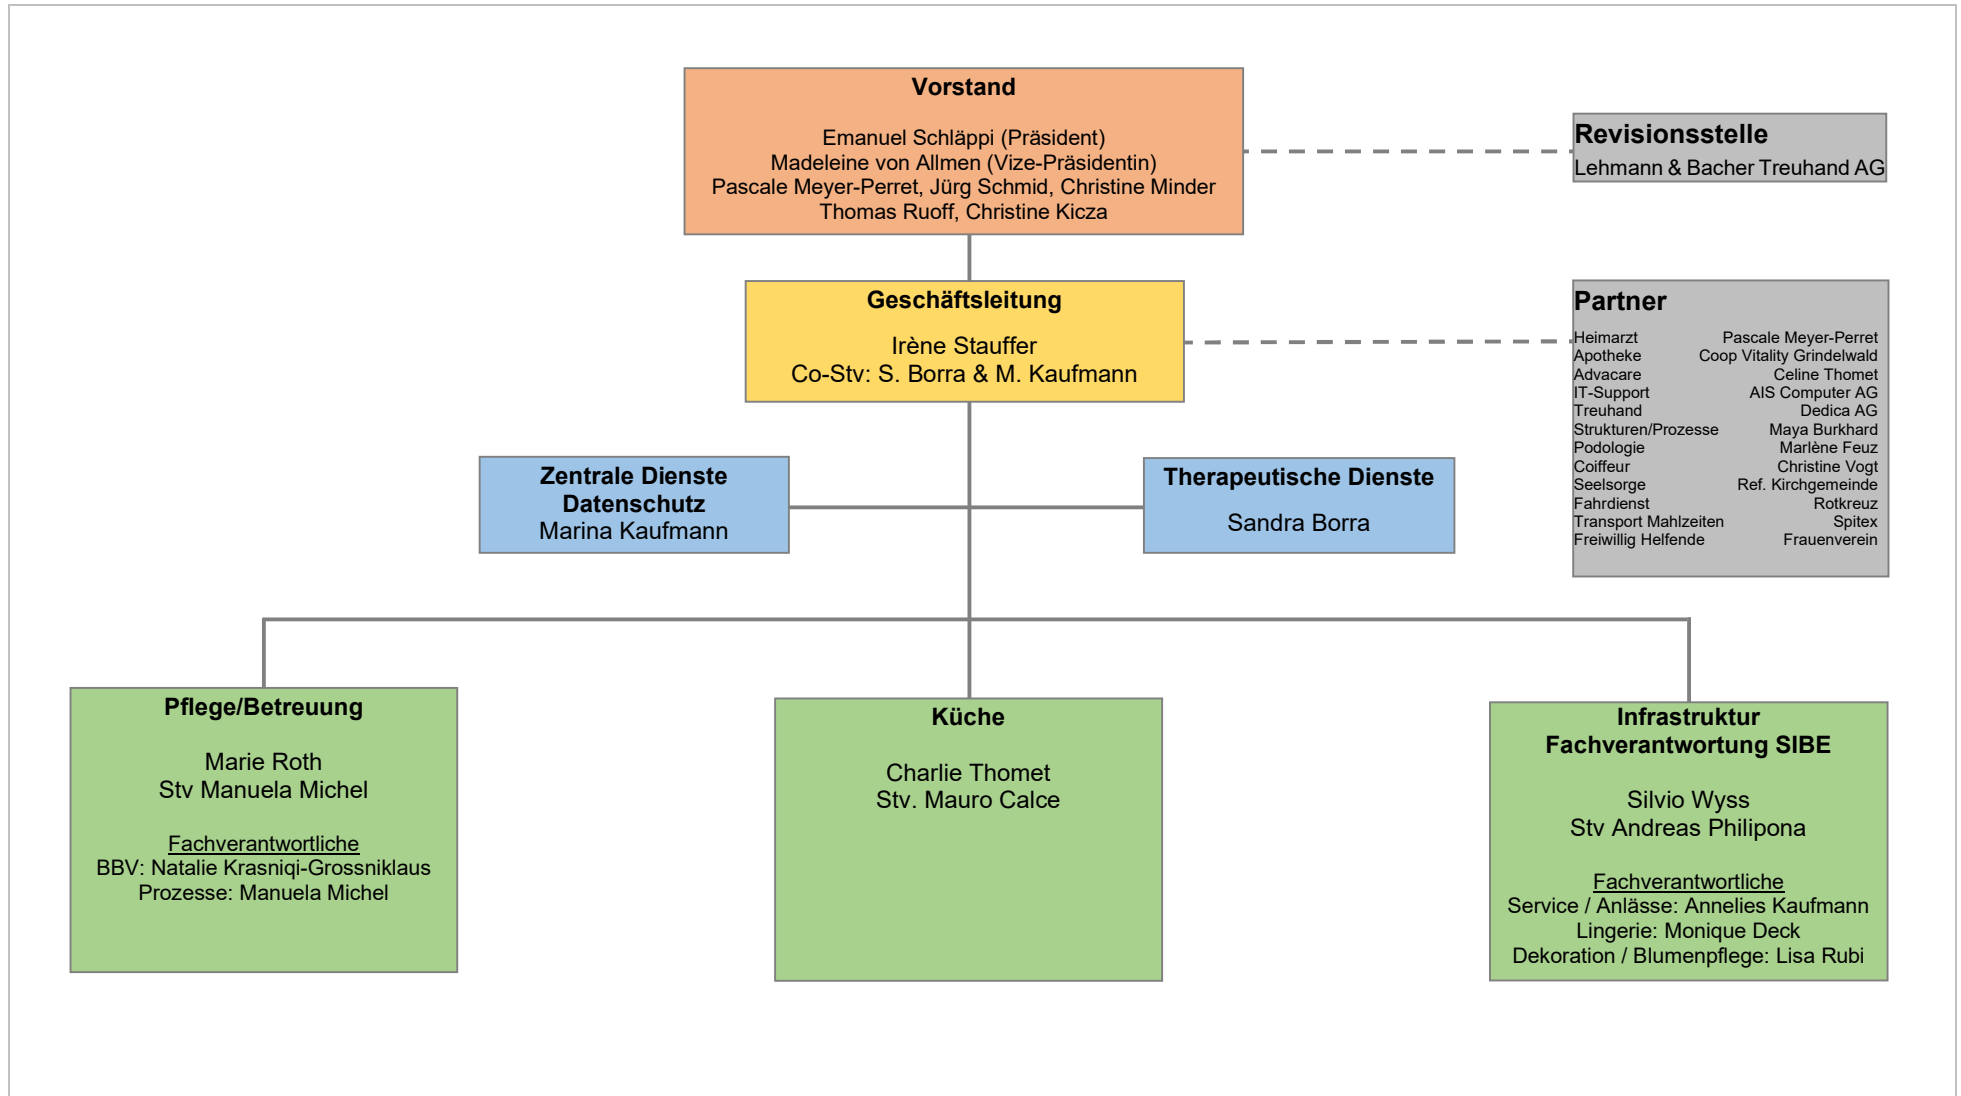 Vorstand
Emanuel Schläppi (Präsident)
Madeleine von Allmen (Vize-Präsidentin)
Pascale Meyer-Perret, Jürg Schmid, Christine Minder
Thomas Ruoff, Christine Kicza
Revisionsstelle
Lehmann & Bacher Treuhand AG
Geschäftsleitung
Irène Stauffer
Co-Stv: S. Borra & M. Kaufmann
Partner
Heimarzt Pascale Meyer-Perret
Apotheke Coop Vitality Grindelwald
Advacare Celine Thomet
IT-Support AIS Computer AG
Treuhand Dedica AG
Strukturen/Prozesse Maya Burkhard
Podologie Marlène Feuz
Coiffeur Christine Vogt
Seelsorge Ref. Kirchgemeinde
Fahrdienst Rotkreuz
Transport Mahlzeiten Spitex
Freiwillig Helfende Frauenverein
Zentrale Dienste
Datenschutz
Marina Kaufmann
Therapeutische Dienste
Sandra Borra
Pflege/Betreuung
Marie Roth
Stv Manuela Michel
Fachverantwortliche
BBV: Natalie Krasniqi-Grossniklaus
Prozesse: Manuela Michel
Küche
Charlie Thomet
Stv. Mauro Calce
Infrastruktur
Fachverantwortung SIBE
Silvio Wyss
Stv Andreas Philipona
Fachverantwortliche
Service / Anlässe: Annelies Kaufmann
Lingerie: Monique Deck
Dekoration / Blumenpflege: Lisa Rubi